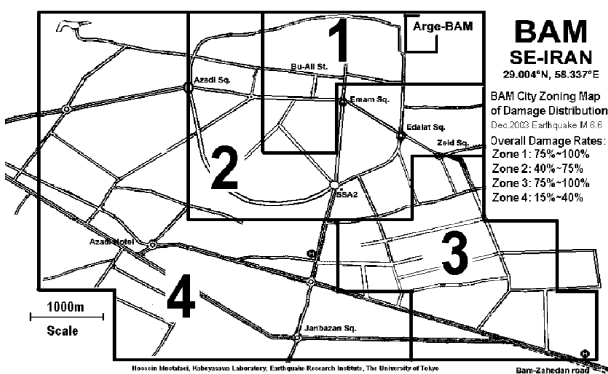 Arge-BAM
1
Bu-Ali St.
Azadi Sq.
Emam Sq.
Edalat Sq.
Zeid Sq.
2
SSA2
3
Azadi Hotel
4
1000m
Scale
Janbazan Sq.
Bam-Zahedan road
Hossein Mostafaei, Kabeyasawa Laboratory, Earthquake Research Institute, The University of Tokyo
BAM
SE-IRAN
29.004°N, 58.337°E
BAM City Zoning Map
of Damage Distribution
Dec.2003 Earthquake M 6.6
Overall Damage Rates:
Zone 1: 75%~100%
Zone 2: 40%~75%
Zone 3: 75%~100%
Zone 4: 15%~40%